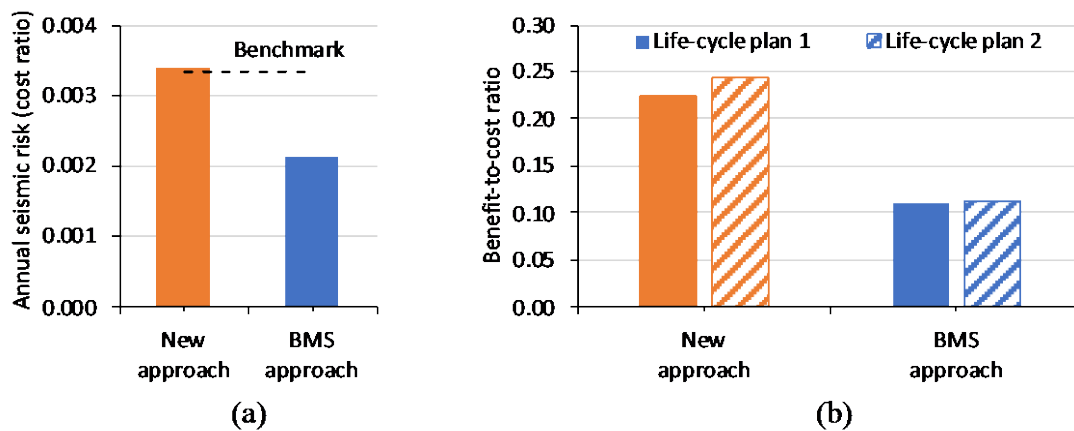 Annual seismic risk (cost ratio)
0.004
0.003
0.002
0.001
0.000
Benchmark
New
approach
BMS
approach
(a)
Benefit-to-cost ratio
0.30
0.25
0.20
0.15
0.10
0.05
0.00
Life-cycle plan 1
Life-cycle plan 2
New
approach
BMS
approach
(b)